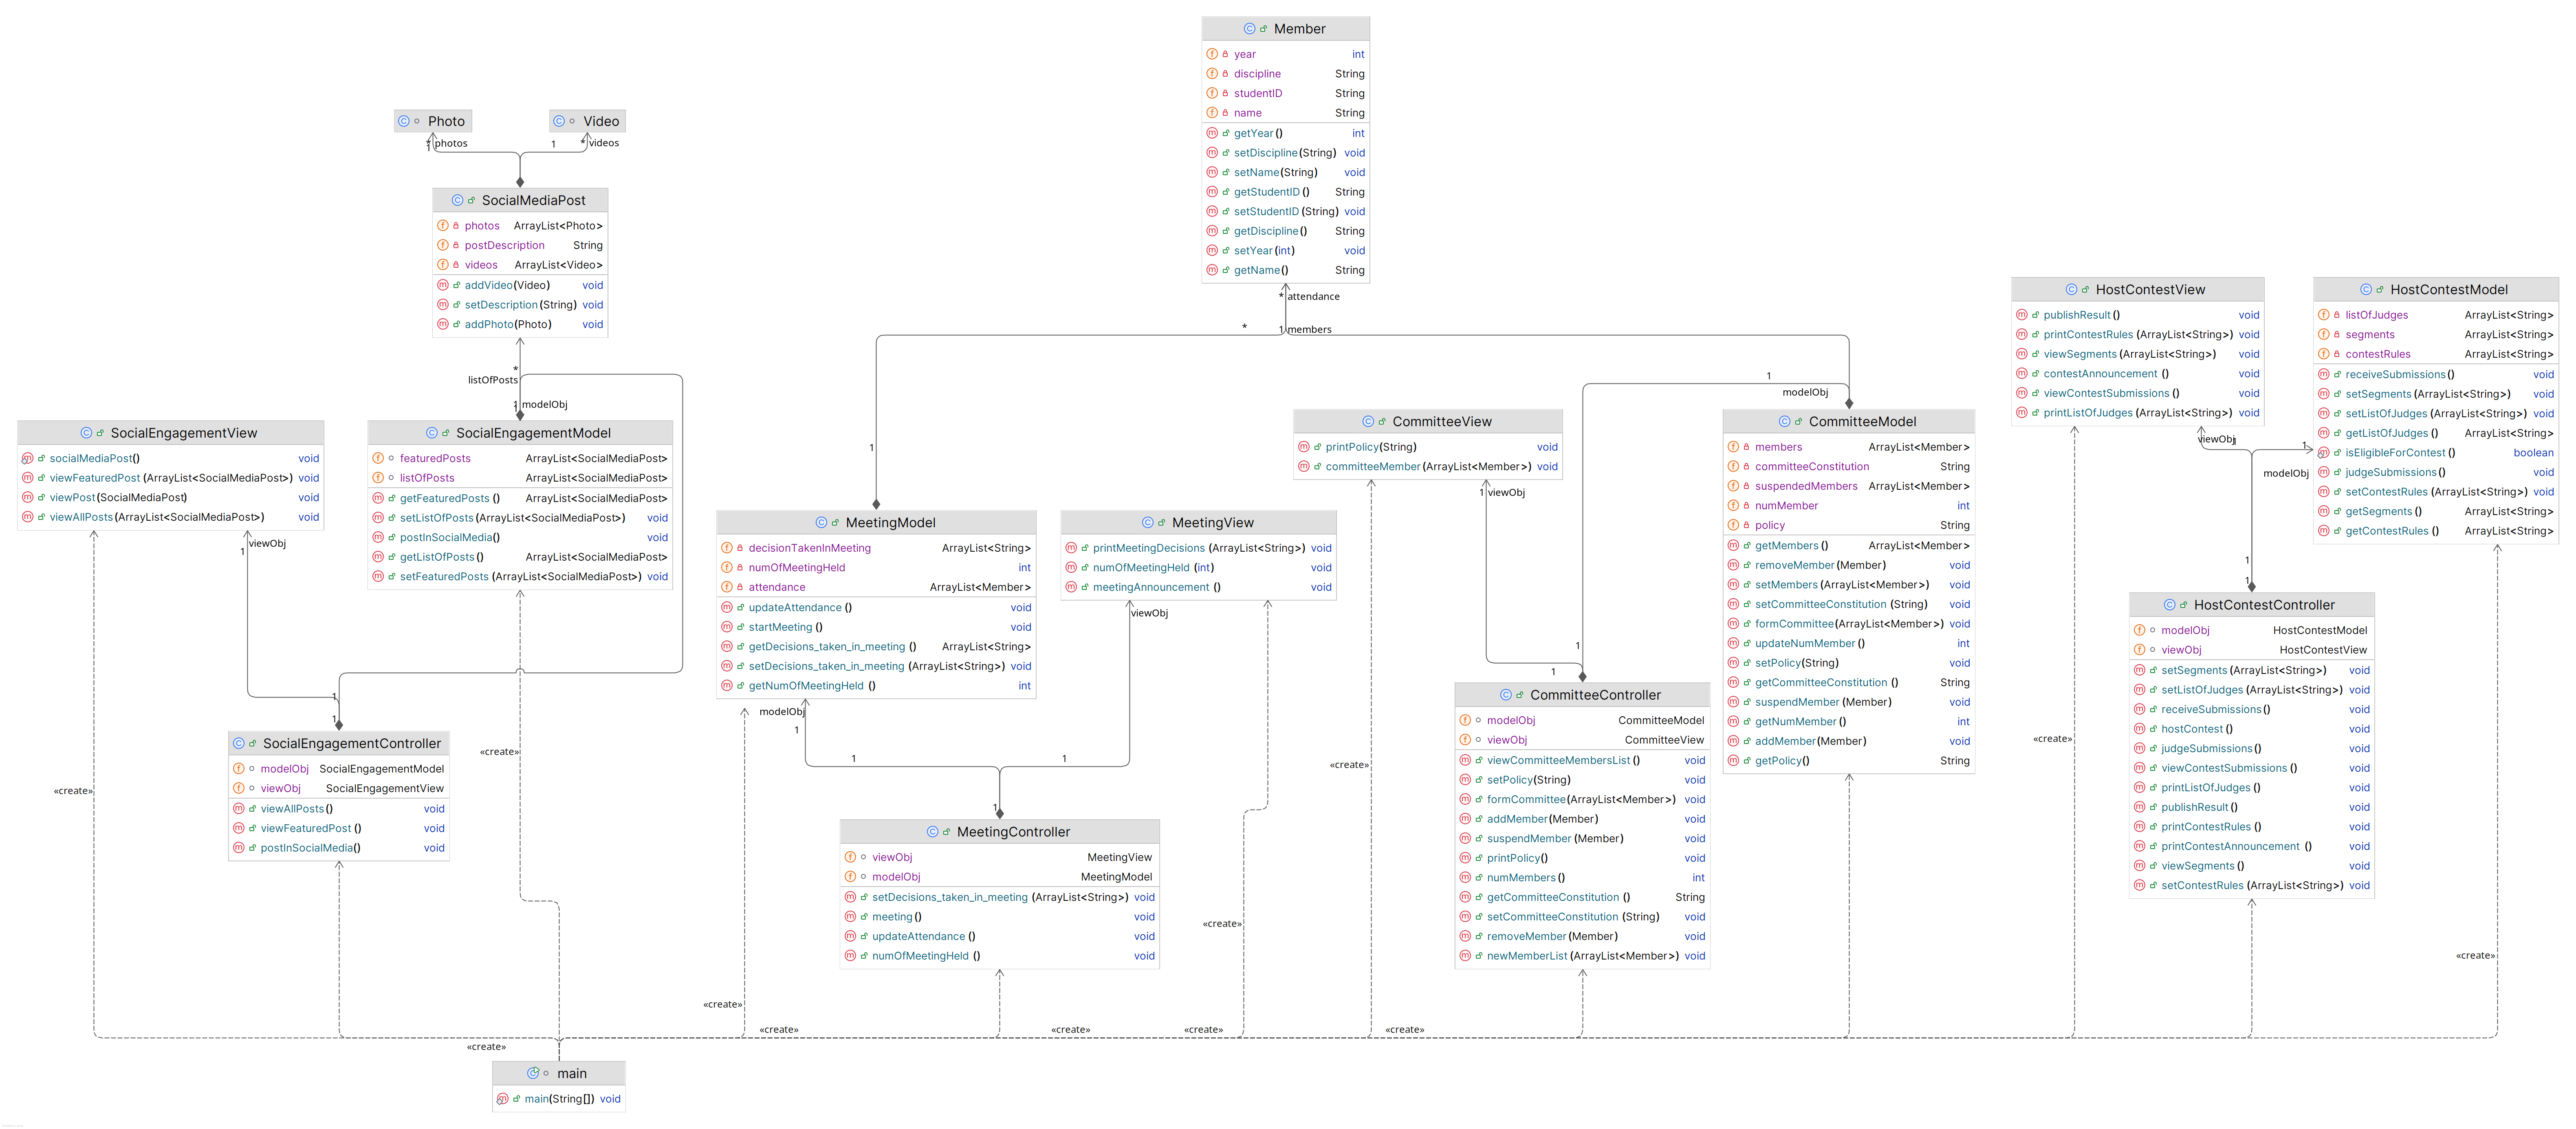 Member
year int
discipline String
studentID String
name String
getYear() int
setDiscipline(String) void
setName(String) void
getStudentID () String
setStudentID (String) void
getDiscipline() String
setYear(int) void
getName() String
Photo
Video
* photos
1
1
* videos
SocialMediaPost
photos ArrayList<Photo>
postDescription String
videos ArrayList<Video>
addVideo(Video) void
setDescription(String) void
addPhoto(Photo) void
* attendance
*
1 members
*
listOfPosts
1 modelObj
SocialEngagementView
socialMediaPost() void
viewFeaturedPost (ArrayList<SocialMediaPost>) void
viewPost(SocialMediaPost) void
viewAllPosts(ArrayList<SocialMediaPost>) void
SocialEngagementModel
featuredPosts ArrayList<SocialMediaPost>
listOfPosts ArrayList<SocialMediaPost>
getFeaturedPosts () ArrayList<SocialMediaPost>
setListOfPosts(ArrayList<SocialMediaPost>) void
postInSocialMedia() void
getListOfPosts() ArrayList<SocialMediaPost>
setFeaturedPosts (ArrayList<SocialMediaPost>) void
1 viewObj
1
1
SocialEngagementController
modelObj SocialEngagementModel
viewObj SocialEngagementView
viewAllPosts() void
viewFeaturedPost () void
postInSocialMedia() void
1
MeetingModel
decisionTakenInMeeting ArrayList<String>
numOfMeetingHeld int
attendance ArrayList<Member>
updateAttendance () void
startMeeting () void
getDecisions_taken_in_meeting () ArrayList<String>
setDecisions_taken_in_meeting (ArrayList<String>) void
getNumOfMeetingHeld () int
MeetingView
printMeetingDecisions (ArrayList<String>) void
numOfMeetingHeld (int) void
meetingAnnouncement () void
viewObj
modelObj
1
1
1
1
MeetingController
viewObj MeetingView
modelObj MeetingModel
setDecisions_taken_in_meeting (ArrayList<String>) void
meeting() void
updateAttendance () void
numOfMeetingHeld () void
1
modelObj
CommitteeView
printPolicy(String) void
committeeMember(ArrayList<Member>) void
1 viewObj
1
1
CommitteeModel
members ArrayList<Member>
committeeConstitution String
suspendedMembers ArrayList<Member>
numMember int
policy String
getMembers () ArrayList<Member>
removeMember(Member) void
setMembers (ArrayList<Member>) void
setCommitteeConstitution (String) void
formCommittee(ArrayList<Member>) void
updateNumMember() int
setPolicy(String) void
getCommitteeConstitution () String
suspendMember (Member) void
getNumMember() int
addMember(Member) void
getPolicy() String
CommitteeController
modelObj CommitteeModel
viewObj CommitteeView
viewCommitteeMembersList () void
setPolicy(String) void
formCommittee(ArrayList<Member>) void
addMember(Member) void
suspendMember (Member) void
printPolicy() void
numMembers() int
getCommitteeConstitution () String
setCommitteeConstitution (String) void
removeMember(Member) void
newMemberList (ArrayList<Member>) void
HostContestView
publishResult() void
printContestRules (ArrayList<String>) void
viewSegments (ArrayList<String>) void
contestAnnouncement () void
viewContestSubmissions () void
printListOfJudges (ArrayList<String>) void
HostContestModel
listOfJudges ArrayList<String>
segments ArrayList<String>
contestRules ArrayList<String>
receiveSubmissions() void
setSegments (ArrayList<String>) void
setListOfJudges (ArrayList<String>) void
getListOfJudges () ArrayList<String>
isEligibleForContest () boolean
judgeSubmissions() void
setContestRules (ArrayList<String>) void
getSegments () ArrayList<String>
getContestRules () ArrayList<String>
viewObj
1
1
modelObj
1
1
HostContestController
modelObj HostContestModel
viewObj HostContestView
setSegments (ArrayList<String>) void
setListOfJudges (ArrayList<String>) void
receiveSubmissions() void
hostContest() void
judgeSubmissions() void
viewContestSubmissions () void
printListOfJudges () void
publishResult() void
printContestRules () void
printContestAnnouncement () void
viewSegments () void
setContestRules (ArrayList<String>) void
«create»
«create»
«create»
«create»
«create»
«create»
«create»
«create»
«create»
«create»
«create»
«create»
main
main(String[]) void